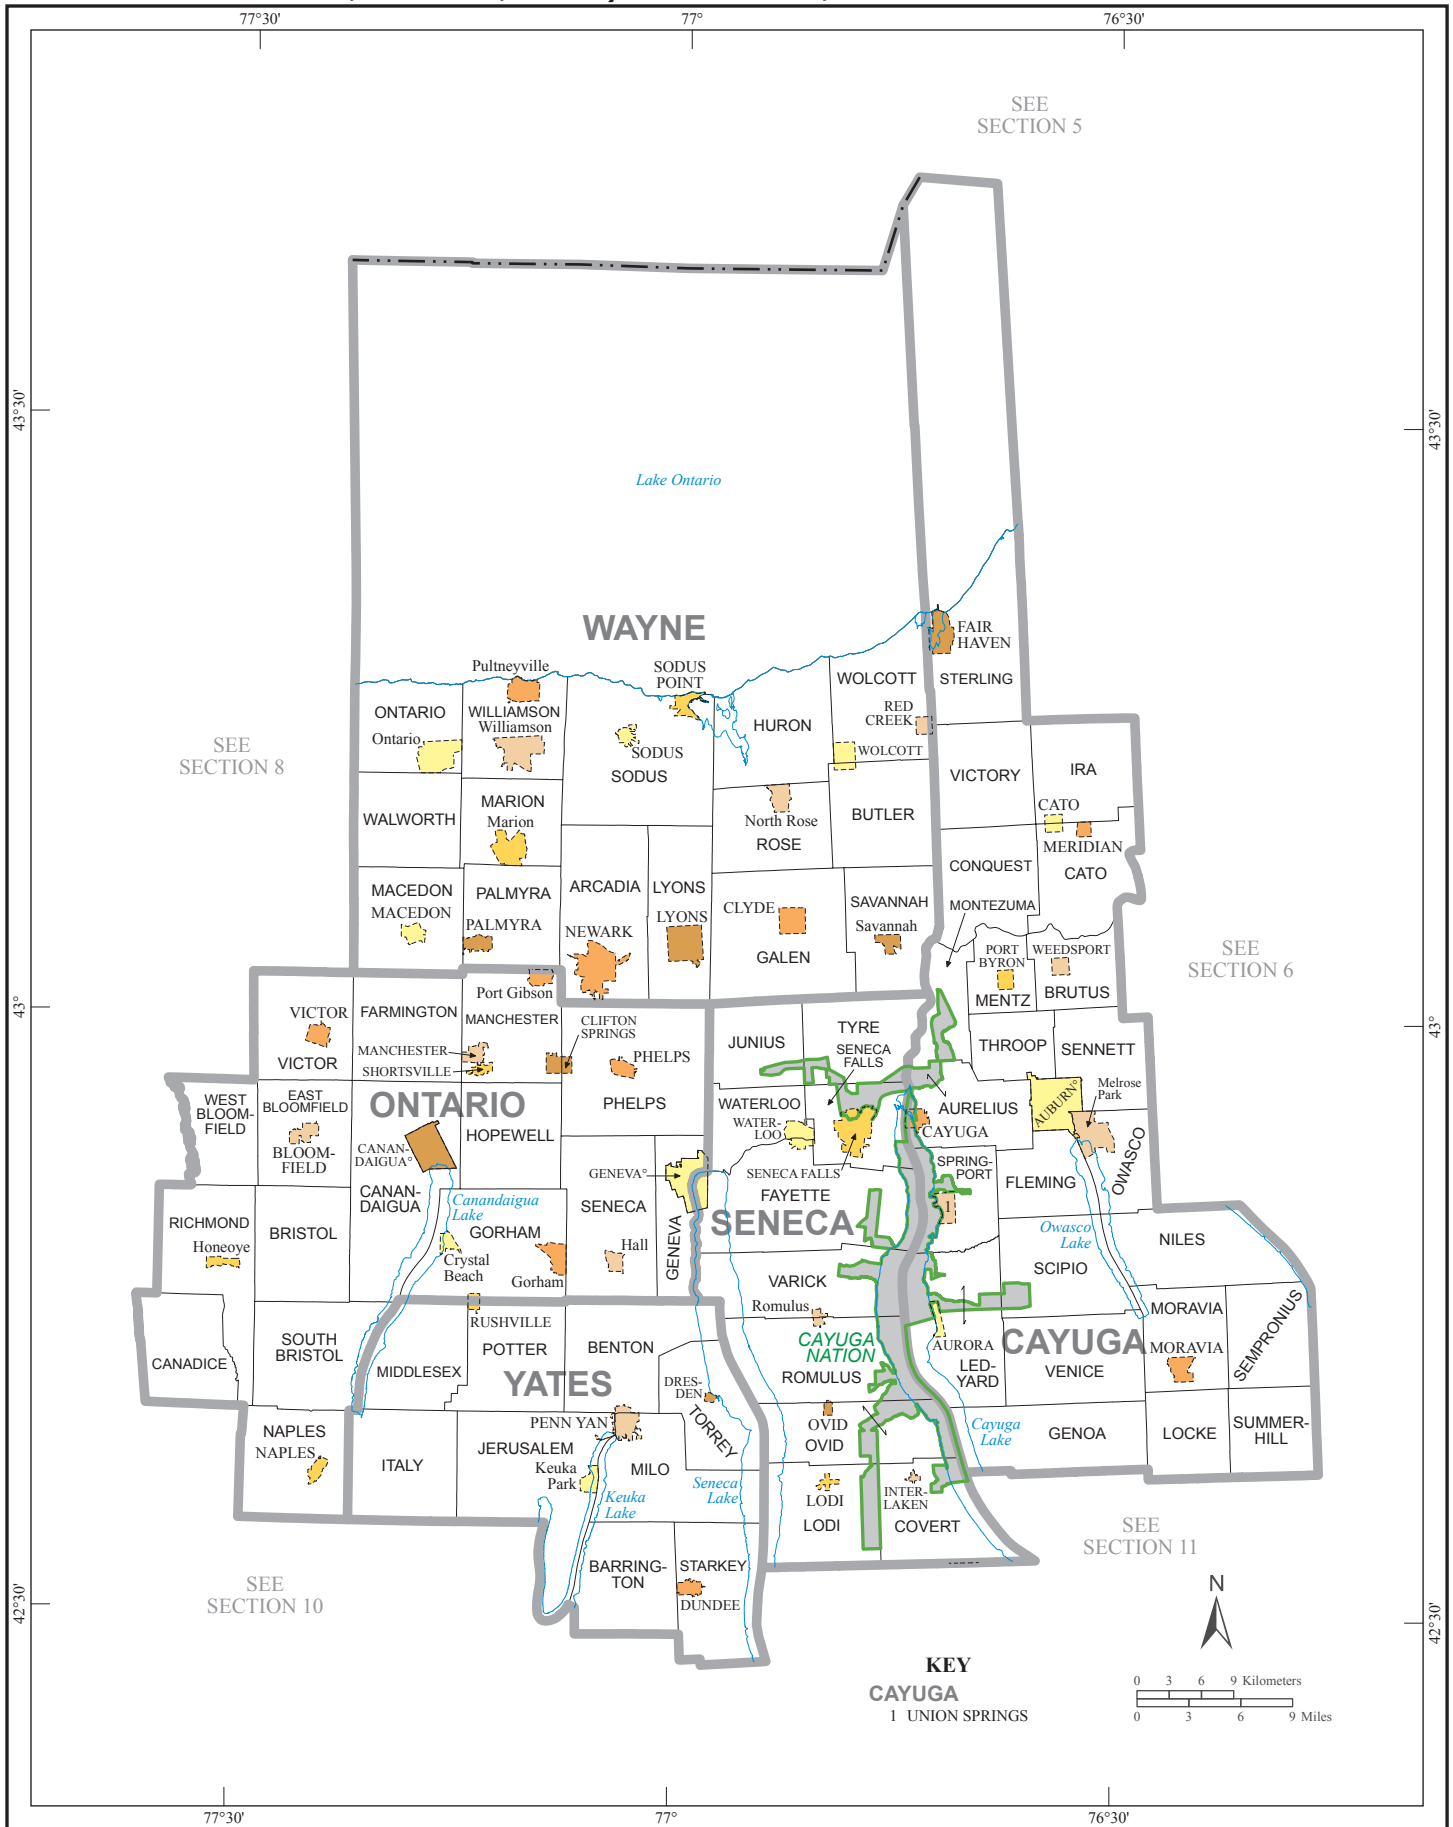 77°30'
77°
76°30'
SEE
SECTION 5
43°30'
43°30'
Lake Ontario
WAYNE
FAIR
HAVEN
Pultneyville
SODUS
POINT
WOLCOTT
STERLING
ONTARIO
WILLIAMSON
Williamson
HURON
RED
CREEK
Ontario
SODUS
SODUS
WOLCOTT
SEE
SECTION 8
VICTORY
IRA
WALWORTH
MARION
Marion
North Rose
ROSE
BUTLER
CATO
MERIDIAN
CATO
CONQUEST
MACEDON
MACEDON
PALMYRA
PALMYRA
ARCADIA
NEWARK
LYONS
LYONS
CLYDE
GALEN
SAVANNAH
Savannah
MONTEZUMA
PORT
BYRON
WEEDSPORT
MENTZ
BRUTUS
SEE
SECTION 6
43°
43°
Port Gibson
VICTOR
VICTOR
FARMINGTON
MANCHESTER
CLIFTON
SPRINGS
MANCHESTER
SHORTSVILLE
PHELPS
PHELPS
JUNIUS
TYRE
SENECA
FALLS
THROOP
SENNETT
WEST
BLOOM-
FIELD
EAST
BLOOMFIELD
BLOOM-
FIELD
ONTARIO
HOPEWELL
CANAN-
DAIGUA°
WATERLOO
WATER-
LOO
SENECA FALLS
AURELIUS
CAYUGA
AUBURN°
Melrose
Park
OWASCO
GENEVA°
FAYETTE
SPRING-
PORT
1
FLEMING
CANAN-
DAIGUA
Canandaigua
Lake
SENECA
GENEVA
SENECA
Owasco
Lake
NILES
RICHMOND
Honeoye
BRISTOL
GORHAM
Crystal
Beach
Gorham
Hall
VARICK
Romulus
SCIPIO
MORAVIA
MORAVIA
SEMPRONIUS
RUSHVILLE
CAYUGA
NATION
AURORA
CAYUGA
CANADICE
SOUTH
BRISTOL
MIDDLESEX
POTTER
BENTON
YATES
ROMULUS
LED-
YARD
VENICE
DRES-
DEN
TORREY
NAPLES
NAPLES
ITALY
JERUSALEM
PENN YAN
Keuka
Park
MILO
Keuka
Lake
Seneca
Lake
OVID
OVID
Cayuga
Lake
GENOA
LOCKE
SUMMER-
HILL
LODI
LODI
INTER-
LAKEN
COVERT
SEE
SECTION 11
BARRING-
TON
STARKEY
DUNDEE
SEE
SECTION 10
42°30'
42°30'
N
KEY
CAYUGA
1 UNION SPRINGS
0 3 6 9 Kilometers
0 3 6 9 Miles
77°30'
77°
76°30'